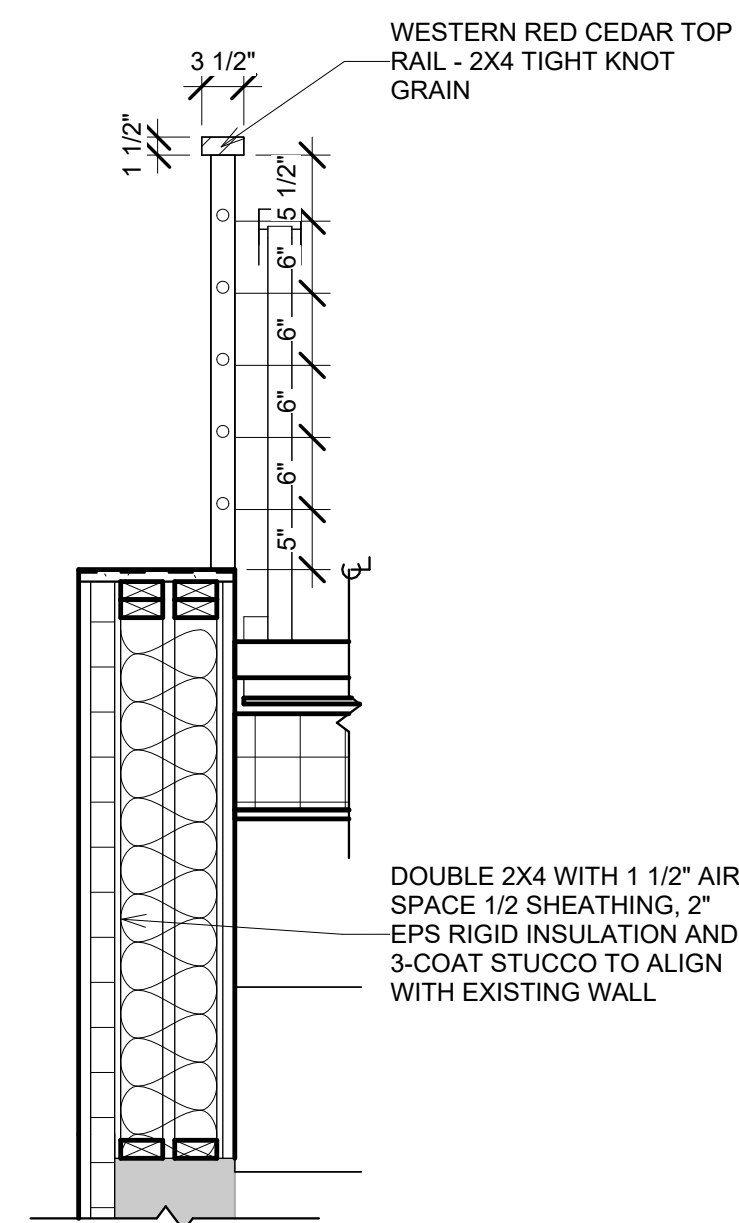 WESTERN RED CEDAR TOP
RAIL - 2X4 TIGHT KNOT
GRAIN
3 1/2"
1 1/2"
5 1/2"
6"
6"
6"
6"
5"
CL
DOUBLE 2X4 WITH 1 1/2" AIR
SPACE 1/2 SHEATHING, 2"
EPS RIGID INSULATION AND
3-COAT STUCCO TO ALIGN
WITH EXISTING WALL